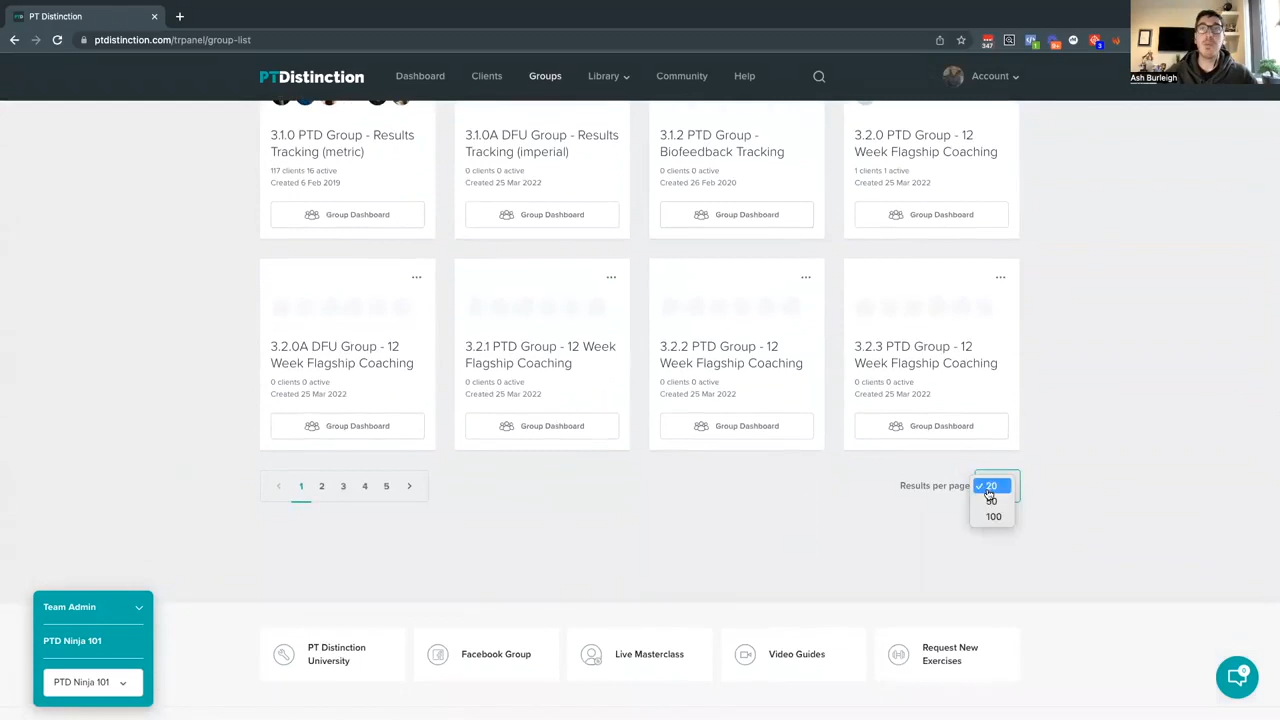 PT Distinction
ptdistinction.com/trpanel/group-list
347
1
9+
3
Ash Burleigh
PTDistinction
Dashboard
Clients
Groups
Library
Community
Help
Account
3.1.0 PTD Group - Results
Tracking (metric)
117 clients 16 active
Created 6 Feb 2019
Group Dashboard
3.1.0A DFU Group - Results
Tracking (imperial)
0 clients 0 active
Created 25 Mar 2022
Group Dashboard
3.1.2 PTD Group -
Biofeedback Tracking
0 clients 0 active
Created 26 Feb 2020
Group Dashboard
3.2.0 PTD Group - 12
Week Flagship Coaching
1 clients 1 active
Created 25 Mar 2022
Group Dashboard
3.2.0A DFU Group - 12
Week Flagship Coaching
0 clients 0 active
Created 25 Mar 2022
Group Dashboard
3.2.1 PTD Group - 12 Week
Flagship Coaching
0 clients 0 active
Created 25 Mar 2022
Group Dashboard
3.2.2 PTD Group - 12
Week Flagship Coaching
0 clients 0 active
Created 25 Mar 2022
Group Dashboard
3.2.3 PTD Group - 12
Week Flagship Coaching
0 clients 0 active
Created 25 Mar 2022
Group Dashboard
1 2 3 4 5
Results per page
20
50
100
Team Admin
PTD Ninja 101
PTD Ninja 101
PT Distinction
University
Facebook Group
Live Masterclass
Video Guides
Request New
Exercises
0